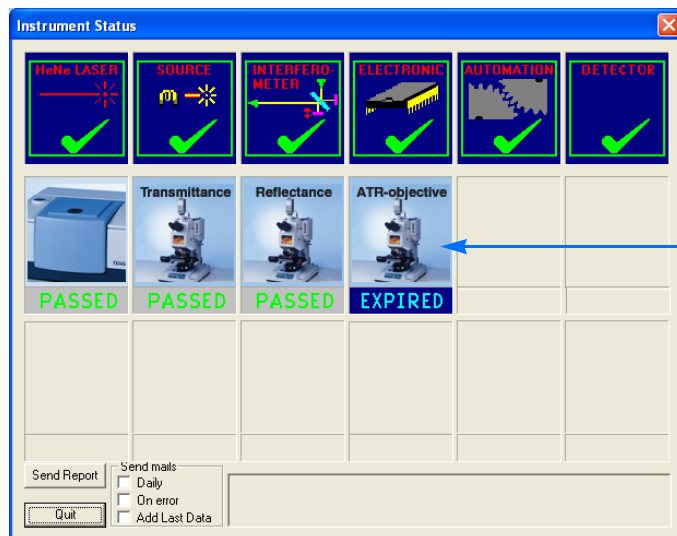 Instrument Status
HeNe LASER
SOURCE
INTERFERO-
METER
ELECTRONIC
AUTOMATION
DETECTOR
Transmittance
Reflectance
ATR-objective
PASSED
PASSED
PASSED
EXPIRED
Send Report
Send mails
Daily
On error
Add Last Data
Quit